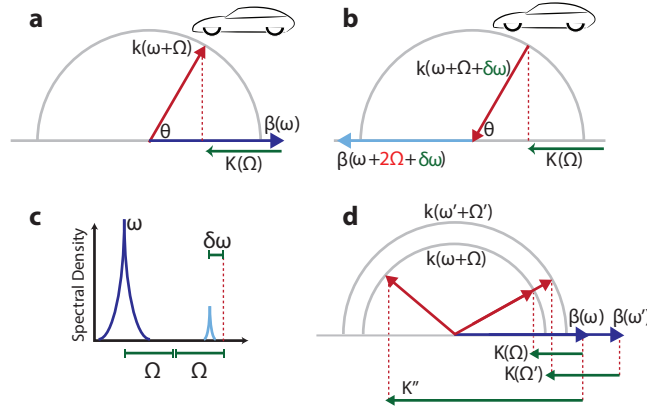 a
k(ω+Ω)
θ
β(ω)
K(Ω)
b
k(ω+Ω+δω)
θ
β(ω+2Ω+δω)
K(Ω)
c
ω
δω
Spectral Density
Ω
Ω
d
k(ω'+Ω')
k(ω+Ω)
β(ω)
β(ω')
K(Ω)
K(Ω')
K''